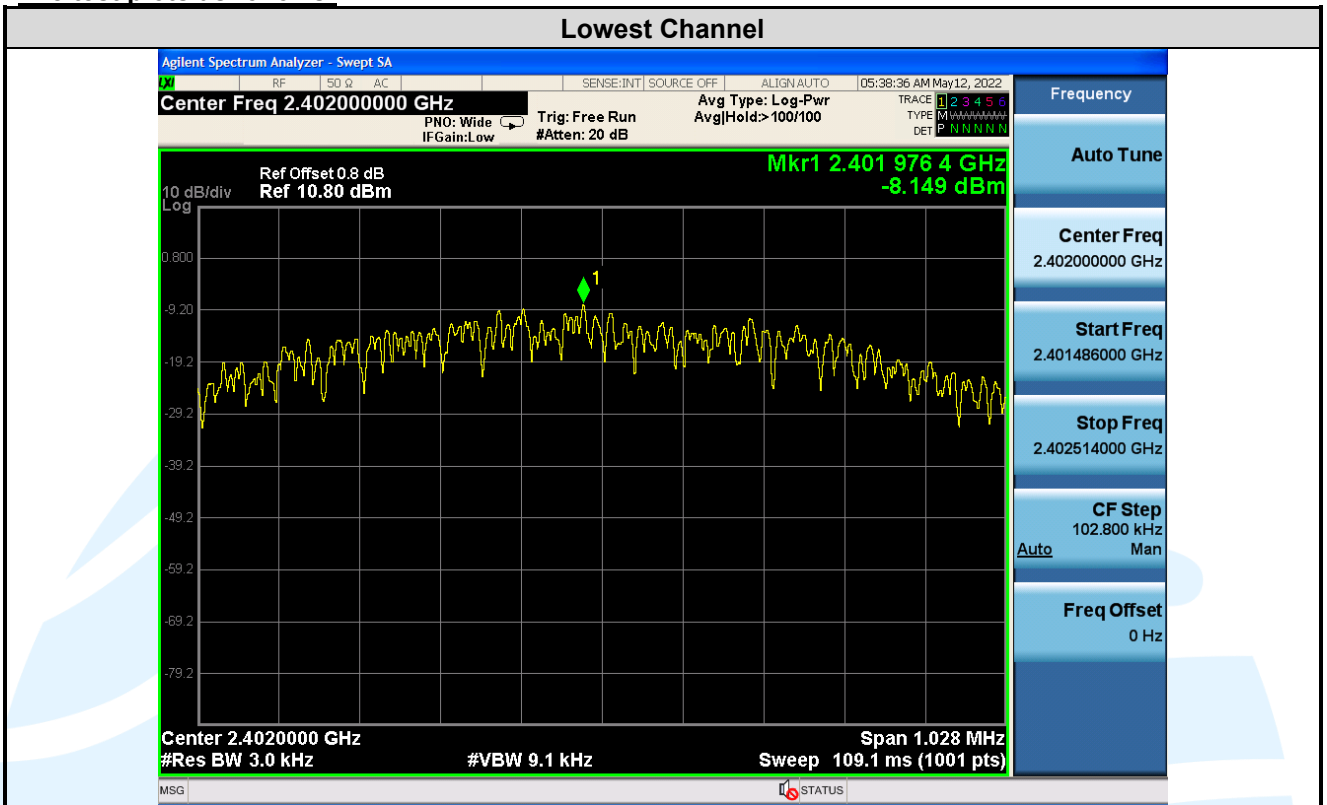 Lowest Channel
Agilent Spectrum Analyzer - Swept SA
LXI RF 50 Ω AC SENSE:INT SOURCE OFF ALIGN AUTO 05:38:36 AM May 12, 2022
Center Freq 2.402000000 GHz
PNO: Wide
IFGain:Low
Trig: Free Run
#Atten: 20 dB
Avg Type: Log-Pwr
Avg|Hold:> 100/100
TRACE 1 2 3 4 5 6
TYPE M
DET P N N N N N
Mkr1 2.401 976 4 GHz
-8.149 dBm
Ref Offset 0.8 dB
10 dB/div Ref 10.80 dBm
Log
0.800
1
-9.20
-19.2
-29.2
-39.2
-49.2
-59.2
-69.2
-79.2
Center 2.4020000 GHz Span 1.028 MHz
#Res BW 3.0 kHz #VBW 9.1 kHz Sweep 109.1 ms (1001 pts)
MSG STATUS
Frequency
Auto Tune
Center Freq
2.402000000 GHz
Start Freq
2.401486000 GHz
Stop Freq
2.402514000 GHz
CF Step
102.800 kHz
Auto Man
Freq Offset
0 Hz